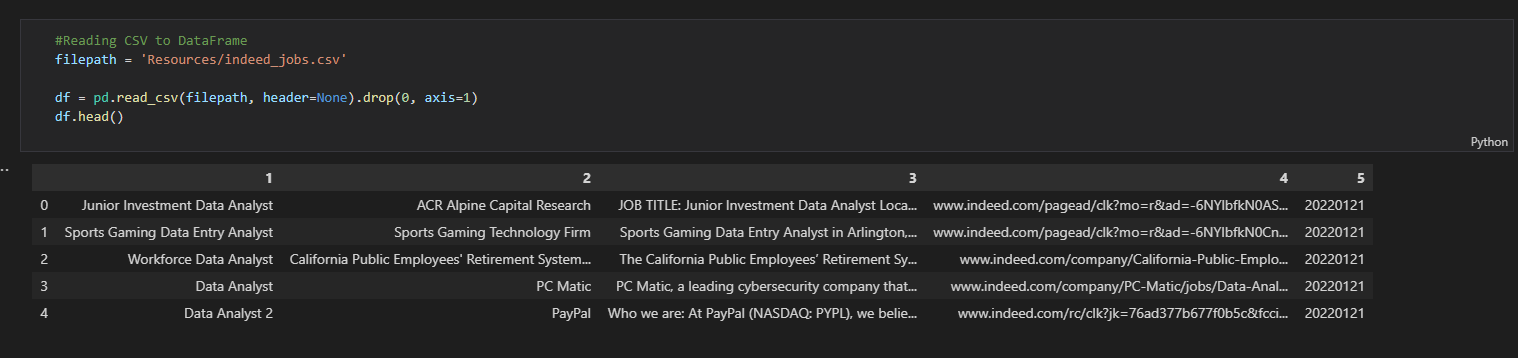 #Reading CSV to DataFrame
filepath = 'Resources/indeed_jobs.csv'
df = pd.read_csv(filepath, header=None).drop(0, axis=1)
df.head()
Python
1 2 3 4 5
0 Junior Investment Data Analyst ACR Alpine Capital Research JOB TITLE: Junior Investment Data Analyst Loca... www.indeed.com/pagead/clk?mo=r&ad=-6NYlbfkN0AS... 20220121
1 Sports Gaming Data Entry Analyst Sports Gaming Technology Firm Sports Gaming Data Entry Analyst in Arlington,... www.indeed.com/pagead/clk?mo=r&ad=-6NYlbfkN0Cn... 20220121
2 Workforce Data Analyst California Public Employees' Retirement System... The California Public Employees’ Retirement Sy... www.indeed.com/company/California-Public-Emplo... 20220121
3 Data Analyst PC Matic PC Matic, a leading cybersecurity company that... www.indeed.com/company/PC-Matic/jobs/Data-Anal... 20220121
4 Data Analyst 2 PayPal Who we are: At PayPal (NASDAQ: PYPL), we belie... www.indeed.com/rc/clk?jk=76ad377b677f0b5c&fcci... 20220121